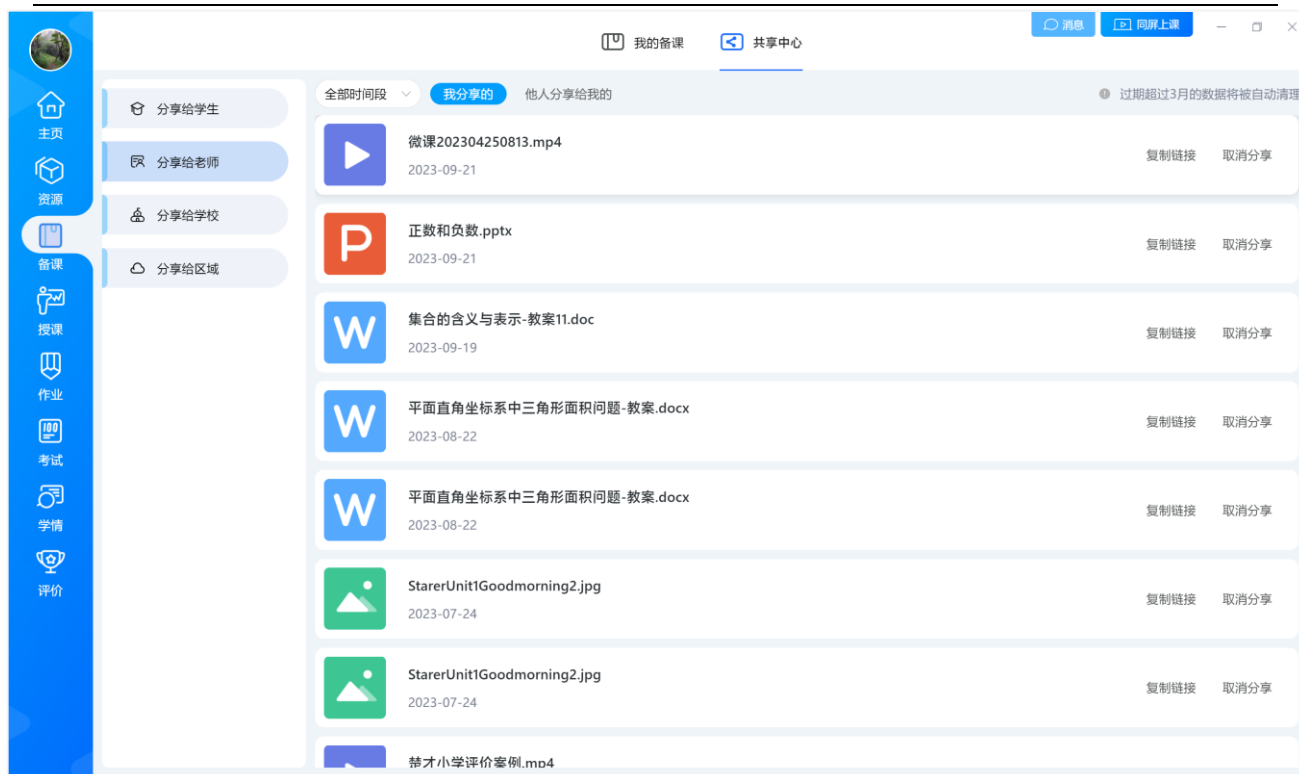 我的备课
共享中心
消息
同屏上课
主页
资源
备课
授课
作业
100
考试
学情
评价
分享给学生
分享给老师
分享给学校
分享给区域
全部时间段
我分享的
他人分享给我的
过期超过3月的数据将被自动清理
P
微课202304250813.mp4
2023-09-21
复制链接 取消分享
正数和负数.pptx
2023-09-21
复制链接 取消分享
W
集合的含义与表示-教案11.doc
2023-09-19
复制链接 取消分享
W
平面直角坐标系中三角形面积问题-教案.docx
2023-08-22
复制链接 取消分享
W
平面直角坐标系中三角形面积问题-教案.docx
2023-08-22
复制链接 取消分享
StarerUnit1Goodmorning2.jpg
2023-07-24
复制链接 取消分享
StarerUnit1Goodmorning2.jpg
2023-07-24
复制链接 取消分享
楚才小学评价案例.mp4